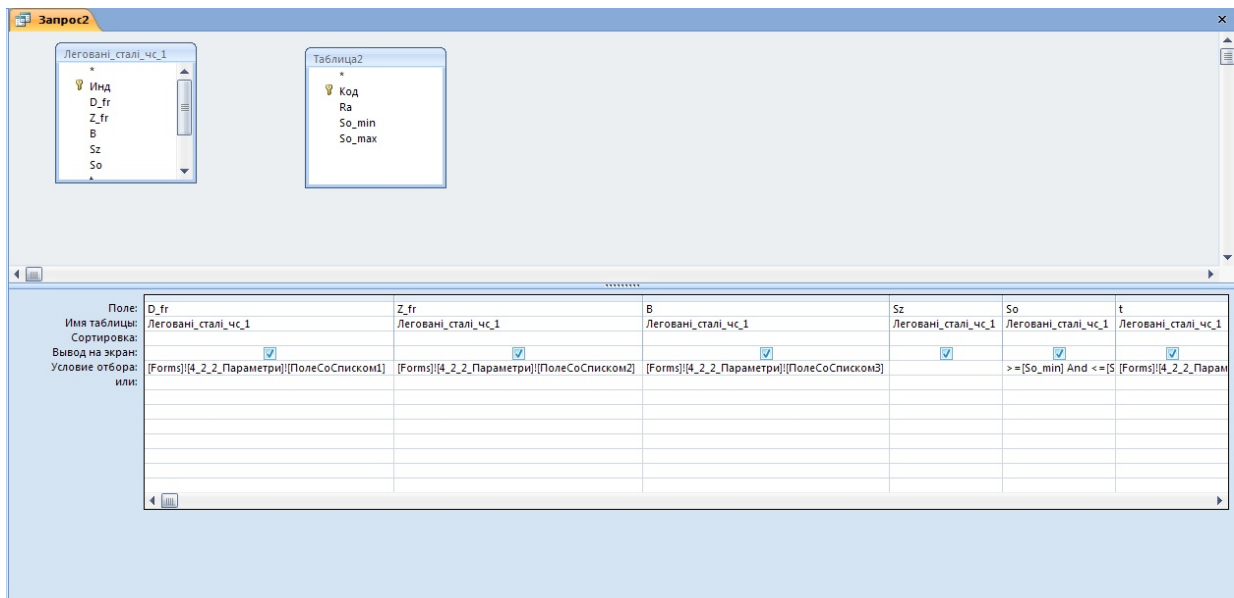 Запрос2
Леговані_сталі_чс_1
*
Инд
D_fr
Z_fr
B
Sz
So
Таблица2
*
Код
Ra
So_min
So_max
Поле: D_fr Z_fr B Sz So t
Имя таблицы: Леговані_сталі_чс_1 Леговані_сталі_чс_1 Леговані_сталі_чс_1 Леговані_сталі_чс_1 Леговані_сталі_чс_1 Леговані_сталі_чс_1
Сортировка:
Вывод на экран:
Условие отбора: [Forms]![4_2_2_Параметри]![ПолеСоСписком1] [Forms]![4_2_2_Параметри]![ПолеСоСписком2] [Forms]![4_2_2_Параметри]![ПолеСоСписком3] >=[So_min] And <=[S [Forms]![4_2_2_Парам
или: